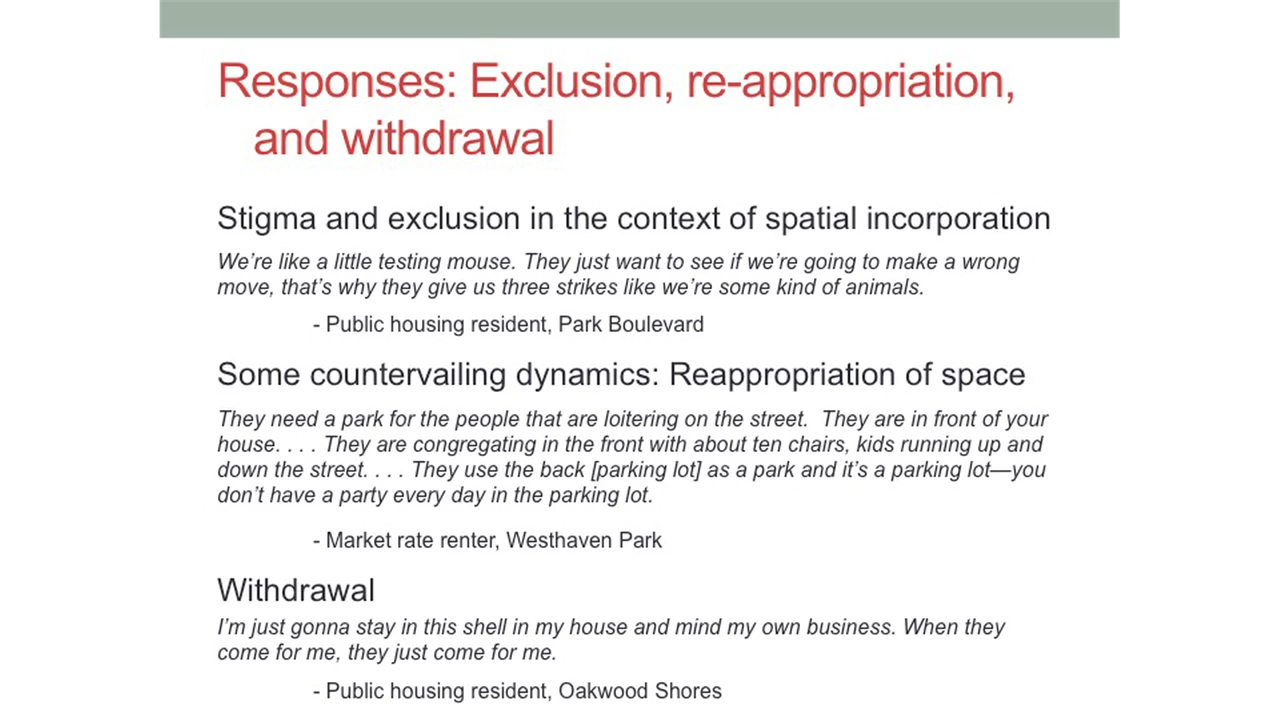 Responses: Exclusion, re-appropriation,
and withdrawal
Stigma and exclusion in the context of spatial incorporation
We’re like a little testing mouse. They just want to see if we’re going to make a wrong
move, that’s why they give us three strikes like we’re some kind of animals.
- Public housing resident, Park Boulevard
Some countervailing dynamics: Reappropriation of space
They need a park for the people that are loitering on the street.  They are in front of your
house. . . . They are congregating in the front with about ten chairs, kids running up and
down the street. . . . They use the back [parking lot] as a park and it’s a parking lot—you
don’t have a party every day in the parking lot.
- Market rate renter, Westhaven Park
Withdrawal
I’m just gonna stay in this shell in my house and mind my own business. When they
come for me, they just come for me.
- Public housing resident, Oakwood Shores